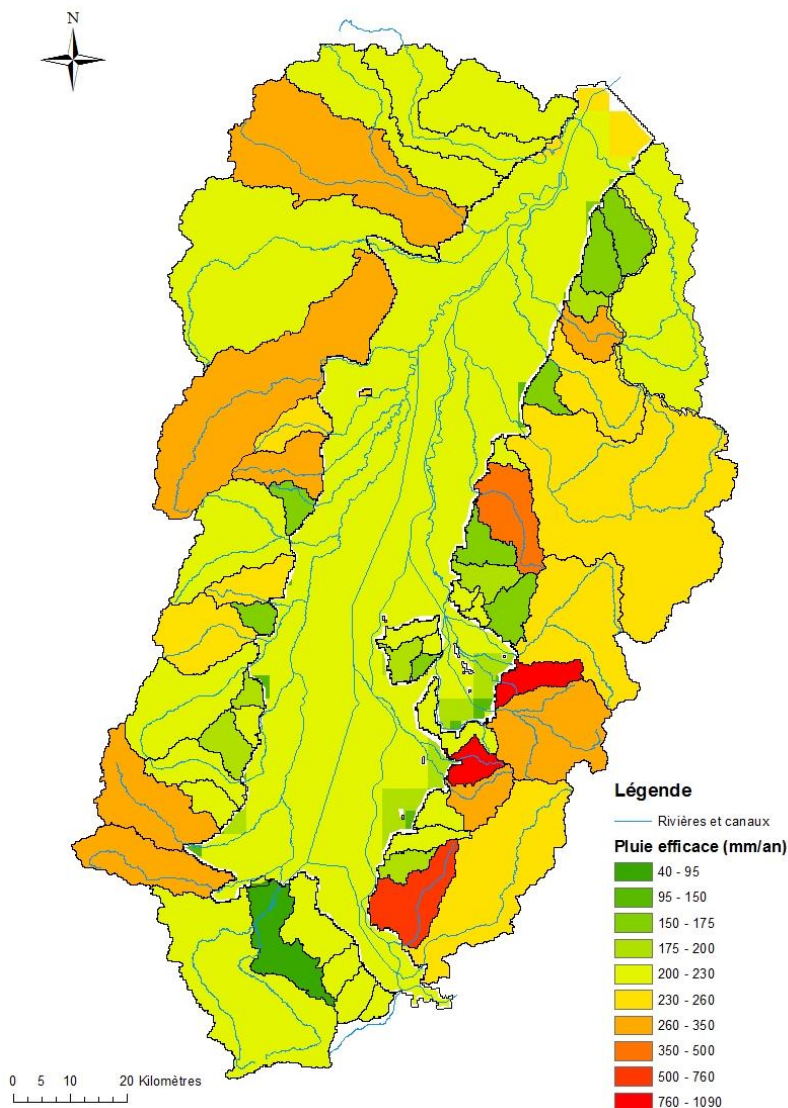 N
Légende
Rivières et canaux
Pluie efficace (mm/an)
40 - 95
95 - 150
150 - 175
175 - 200
200 - 230
230 - 260
260 - 350
350 - 500
500 - 760
760 - 1090
0 5 10 20 Kilomètres